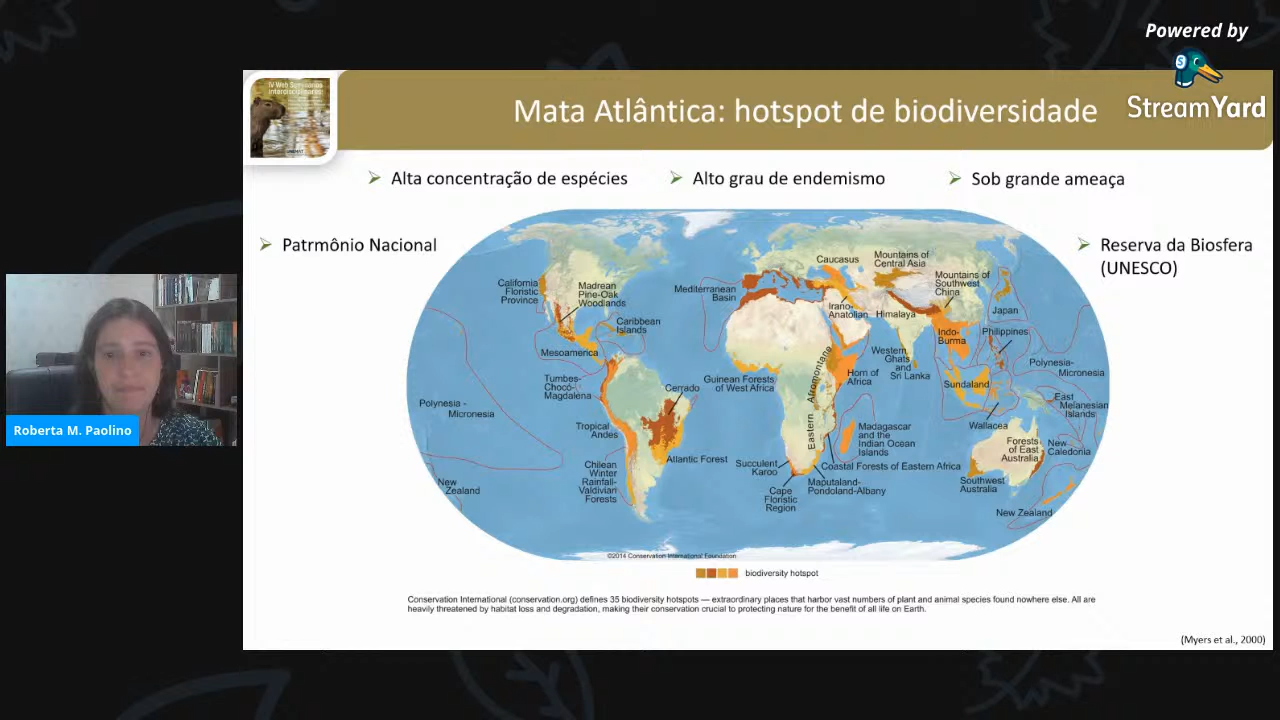 Powered by
StreamYard
IV Web Seminários
Interdisciplinares
Mata Atlântica: hotspot de biodiversidade
Alta concentração de espécies
Alto grau de endemismo
Sob grande ameaça
Patrmônio Nacional
Reserva da Biosfera
(UNESCO)
California
Floristic
Province
Madrean
Pine-Oak
Woodlands
Caribbean
Islands
Mesoamerica
Tumbes-
Chocó-
Magdalena
Polynesia -
Micronesia
Tropical
Andes
Cerrado
Atlantic Forest
Chilean
Winter
Rainfall-
Valdivian
Forests
New
Zealand
Mediterranean
Basin
Caucasus
Mountains of
Central Asia
Mountains of
Southwest
China
Irano-
Anatolian
Himalaya
Japan
Indo-
Burma
Philippines
Western
Ghats
and
Sri Lanka
Guinean Forests
of West Africa
Eastern Afromontane
Horn of
Africa
Sundaland
Polynesia-
Micronesia
East
Melanesian
Islands
Wallacea
Madagascar
and the
Indian Ocean
Islands
Forests
of East
Australia
New
Caledonia
Succulent
Karoo
Coastal Forests of Eastern Africa
Cape
Floristic
Region
Maputaland-
Pondoland-Albany
Southwest
Australia
New Zealand
©2014 Conservation International Foundation
biodiversity hotspot
Conservation International (conservation.org) defines 35 biodiversity hotspots — extraordinary places that harbor vast numbers of plant and animal species found nowhere else. All are
heavily threatened by habitat loss and degradation, making their conservation crucial to protecting nature for the benefit of all life on Earth.
(Myers et al., 2000)
Roberta M. Paolino